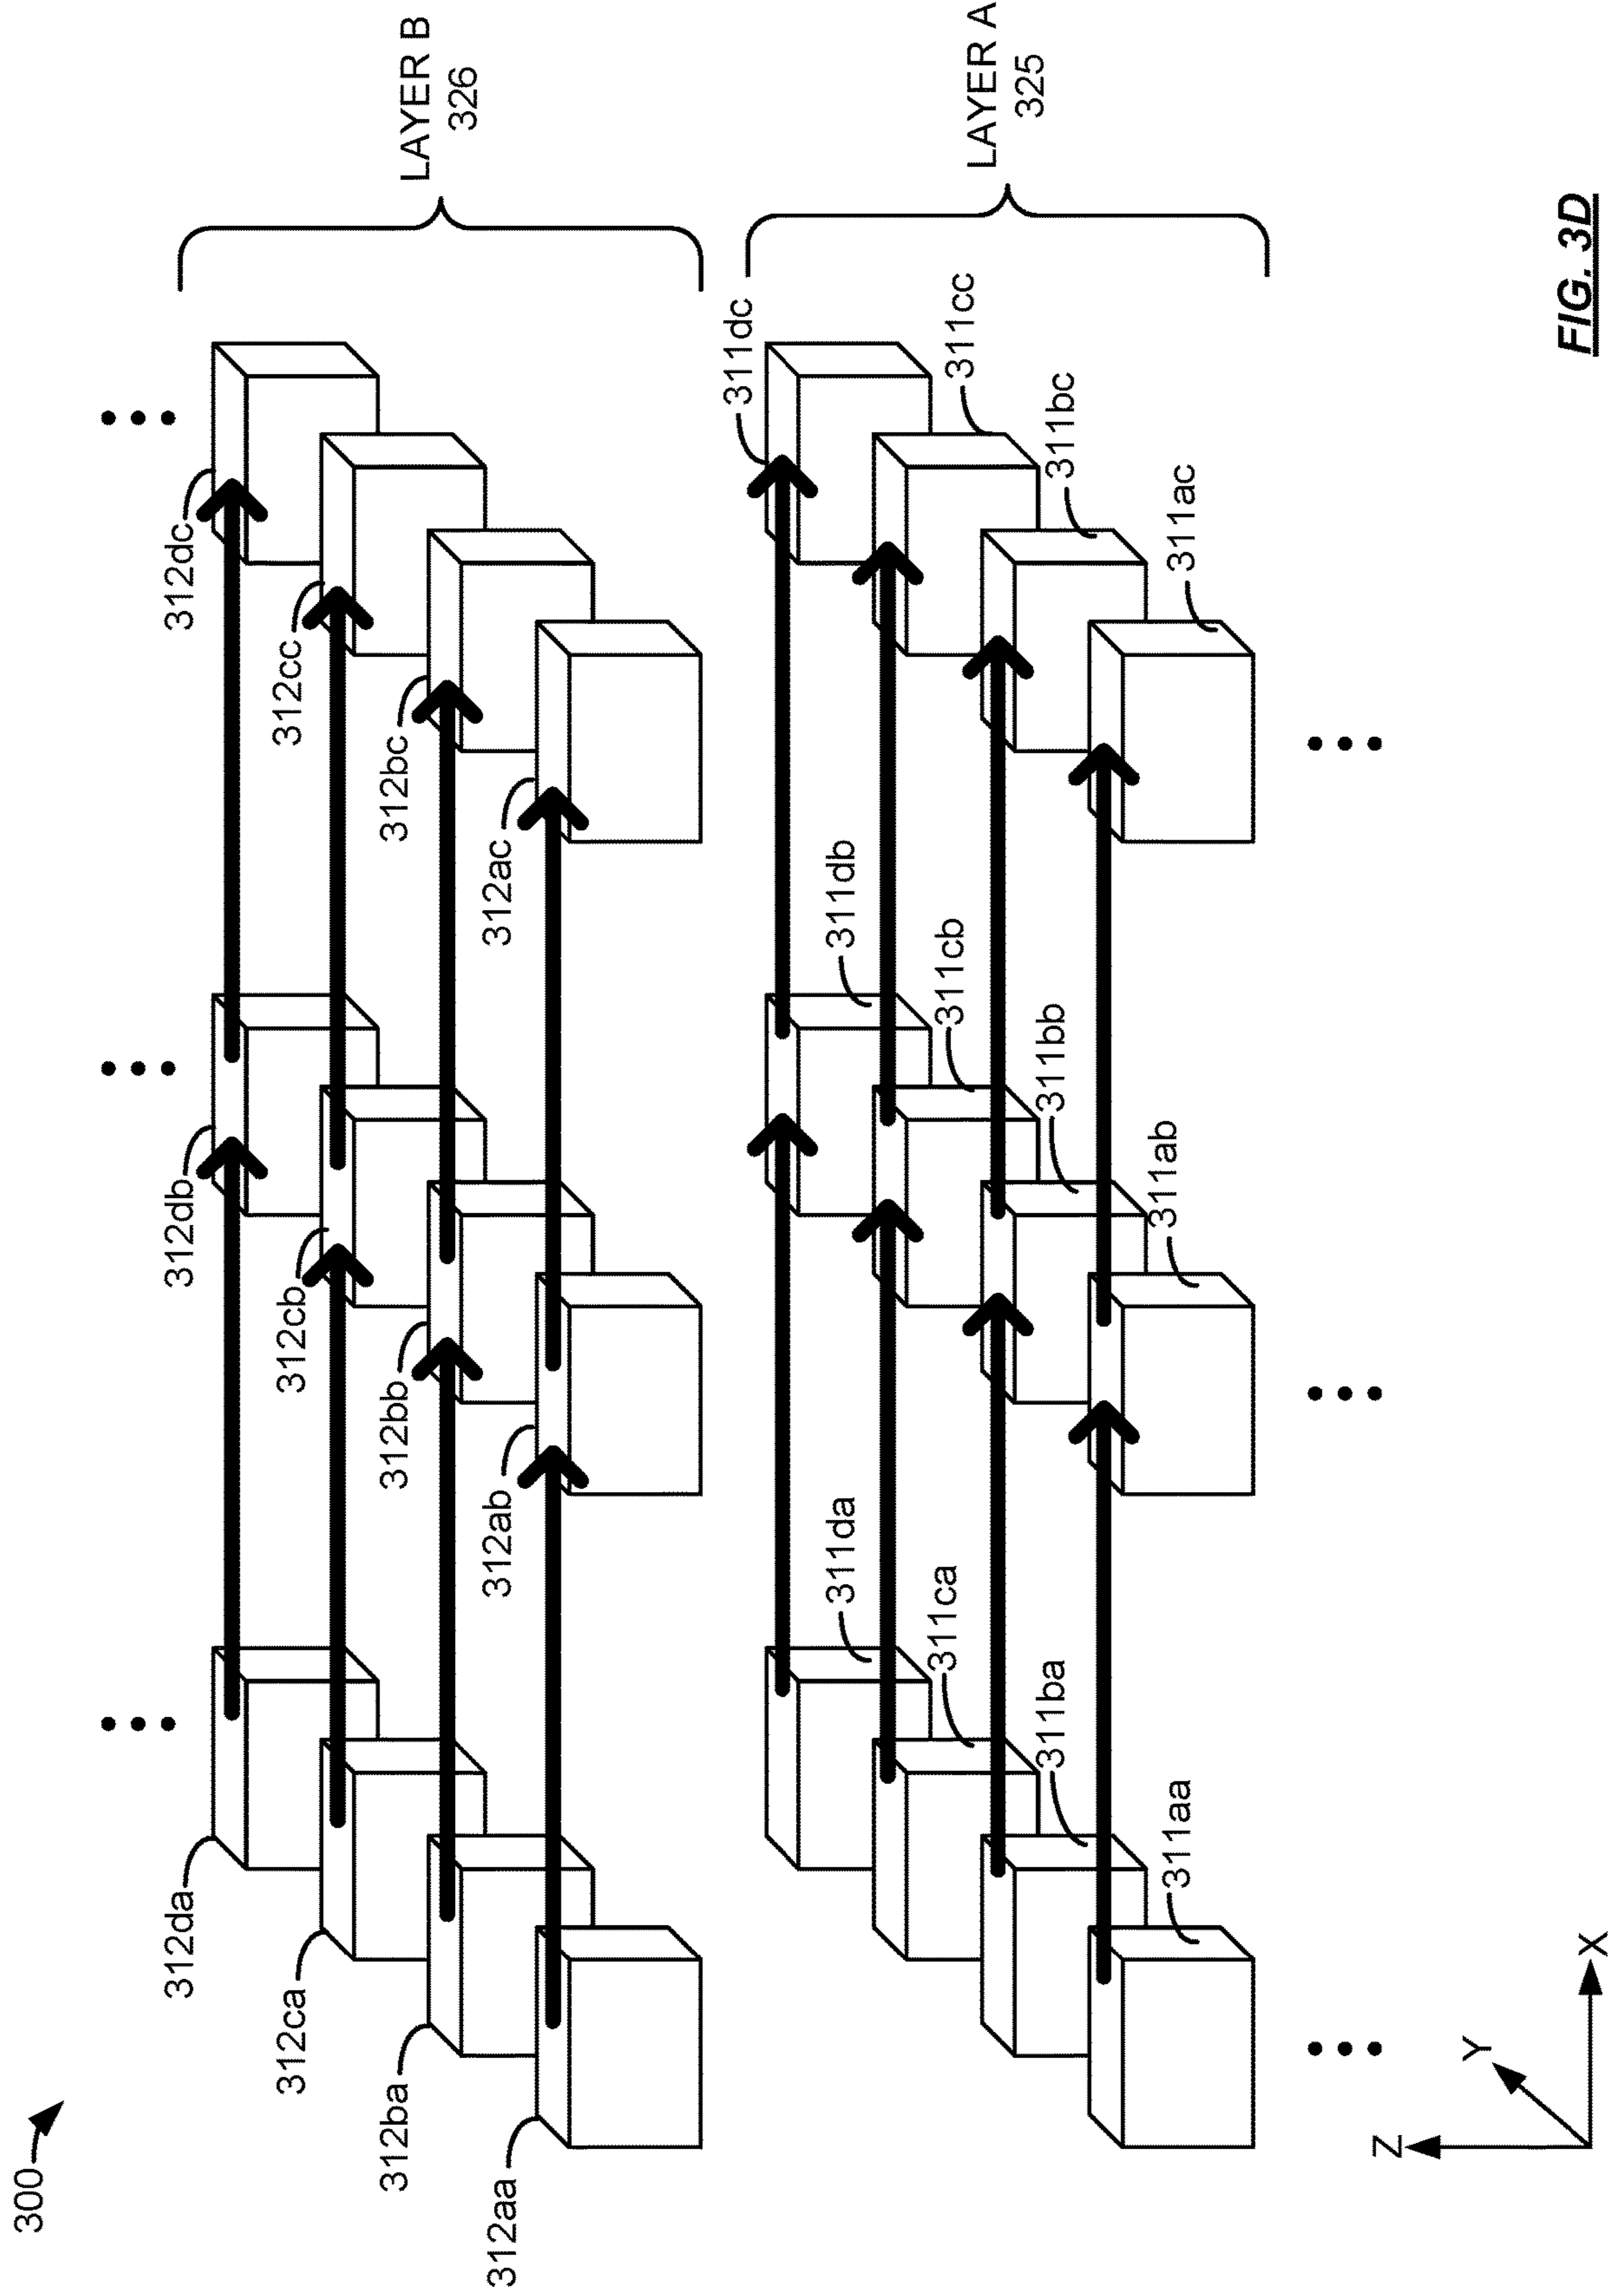 300
312da
312db
312dc
312ca
312cb
312cc
312ba
312bb
312bc
312aa
312ab
312ac
LAYER B
326
311da
311db
311dc
311ca
311cb
311cc
311ba
311bb
311bc
311aa
311ab
311ac
LAYER A
325
Z
Y
X
FIG. 3D